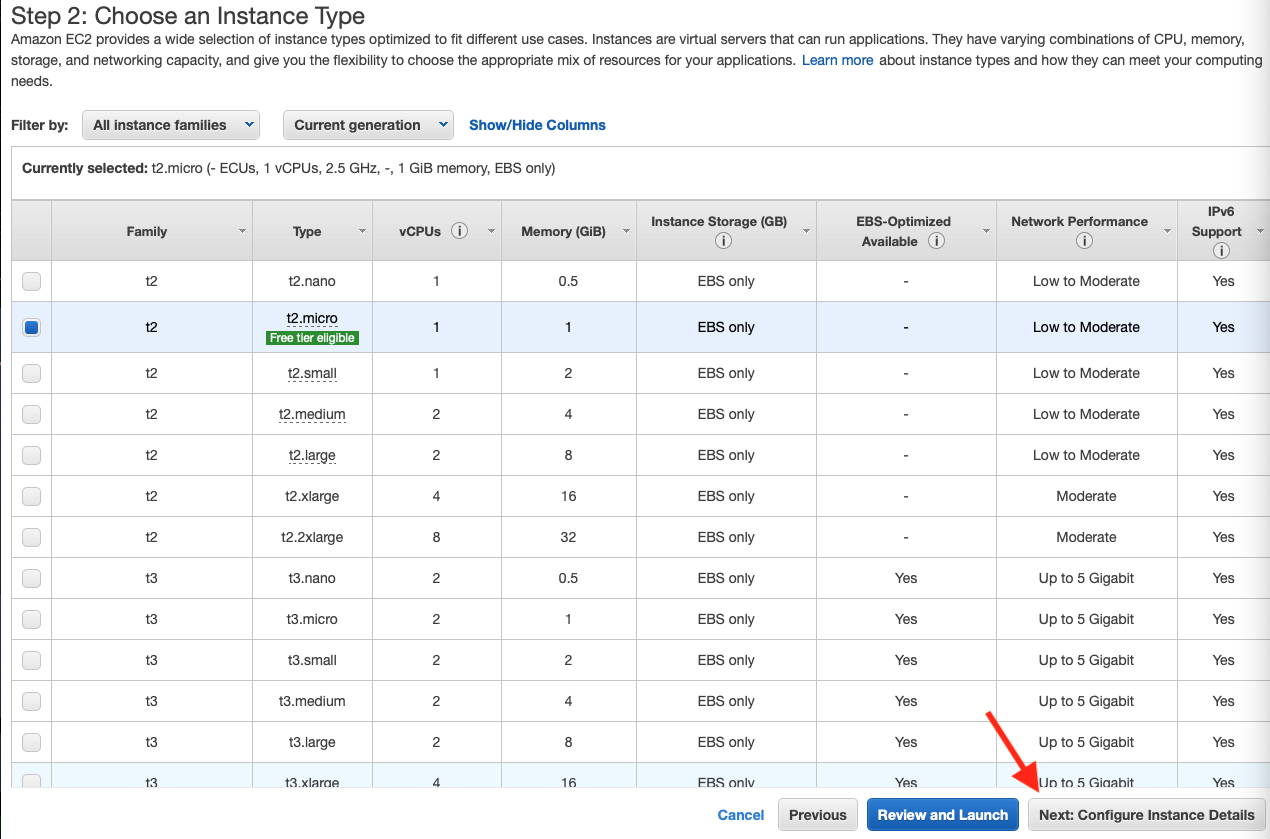 Step 2: Choose an Instance Type
Amazon EC2 provides a wide selection of instance types optimized to fit different use cases. Instances are virtual servers that can run applications. They have varying combinations of CPU, memory,
storage, and networking capacity, and give you the flexibility to choose the appropriate mix of resources for your applications. Learn more about instance types and how they can meet your computing
needs.
Filter by: All instance families Current generation Show/Hide Columns
Currently selected: t2.micro (- ECUs, 1 vCPUs, 2.5 GHz, -, 1 GiB memory, EBS only)
Family Type vCPUs i Memory (GiB) Instance Storage (GB) i EBS-Optimized Available i Network Performance i IPv6 Support i
t2 t2.nano 1 0.5 EBS only - Low to Moderate Yes
t2 t2.micro Free tier eligible 1 1 EBS only - Low to Moderate Yes
t2 t2.small 1 2 EBS only - Low to Moderate Yes
t2 t2.medium 2 4 EBS only - Low to Moderate Yes
t2 t2.large 2 8 EBS only - Low to Moderate Yes
t2 t2.xlarge 4 16 EBS only - Moderate Yes
t2 t2.2xlarge 8 32 EBS only - Moderate Yes
t3 t3.nano 2 0.5 EBS only Yes Up to 5 Gigabit Yes
t3 t3.micro 2 1 EBS only Yes Up to 5 Gigabit Yes
t3 t3.small 2 2 EBS only Yes Up to 5 Gigabit Yes
t3 t3.medium 2 4 EBS only Yes Up to 5 Gigabit Yes
t3 t3.large 2 8 EBS only Yes Up to 5 Gigabit Yes
t3 t3.xlarge 4 16 EBS only Yes Up to 5 Gigabit Yes
Cancel Previous Review and Launch Next: Configure Instance Details